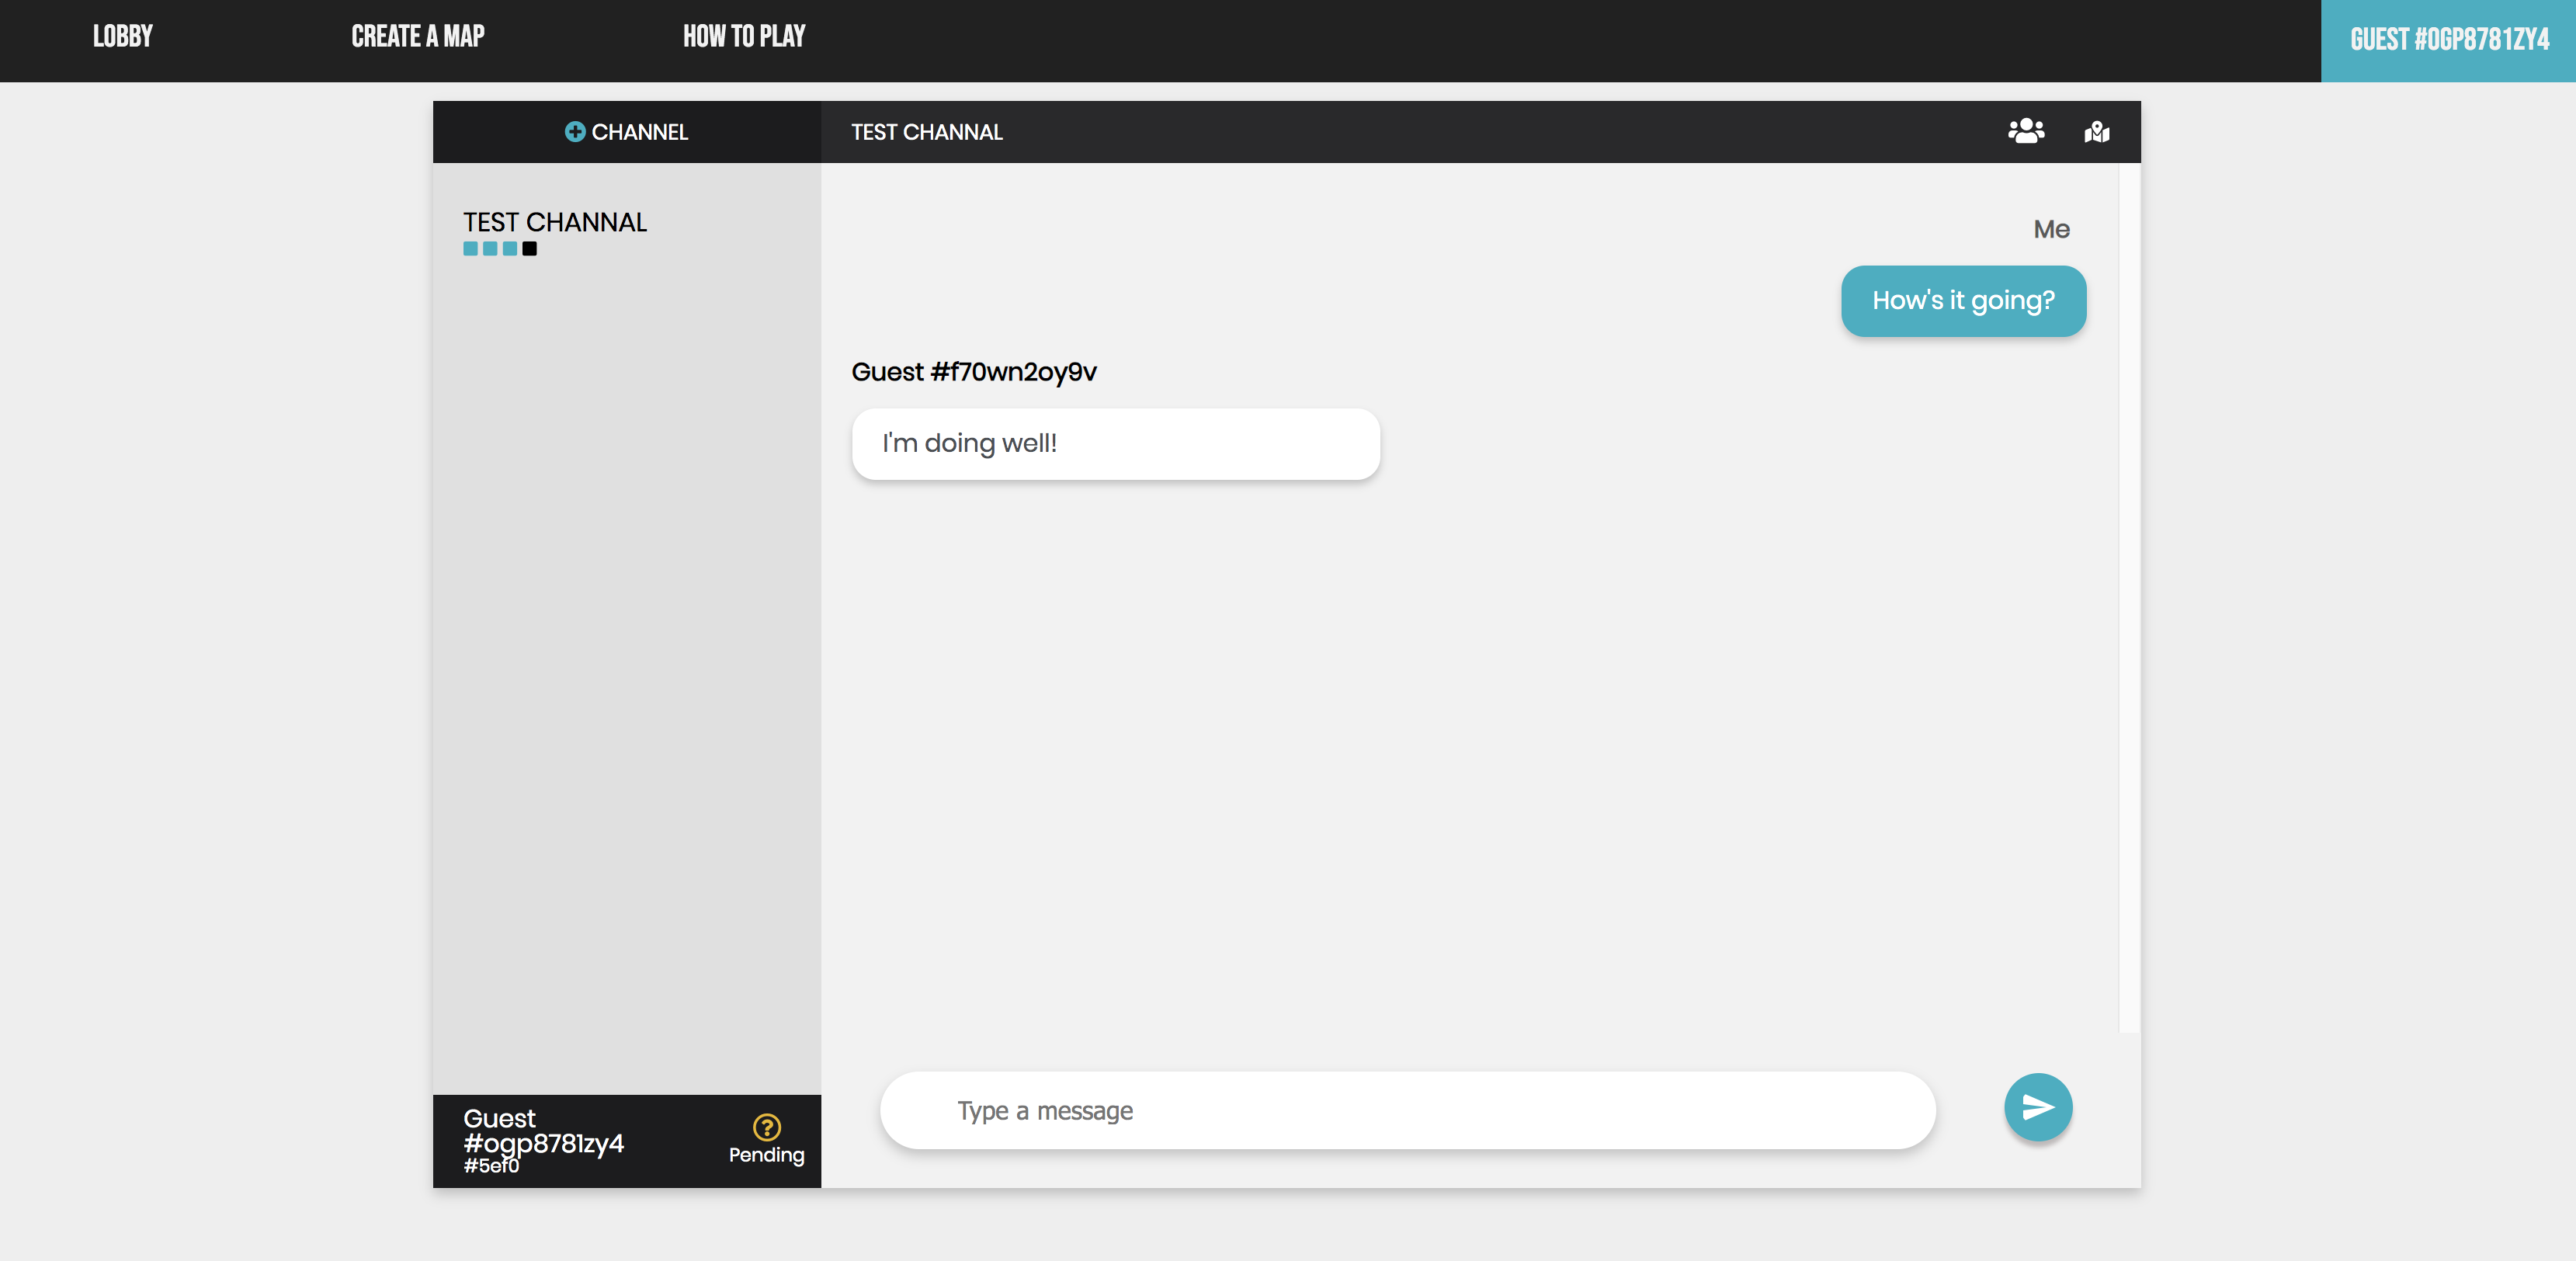 LOBBY
CREATE A MAP
HOW TO PLAY
GUEST #0GP8781ZY4
CHANNEL
TEST CHANNAL
TEST CHANNAL
Me
How's it going?
Guest #f70wn2oy9v
I'm doing well!
Type a message
Guest
#ogp8781zy4
#5ef0
Pending